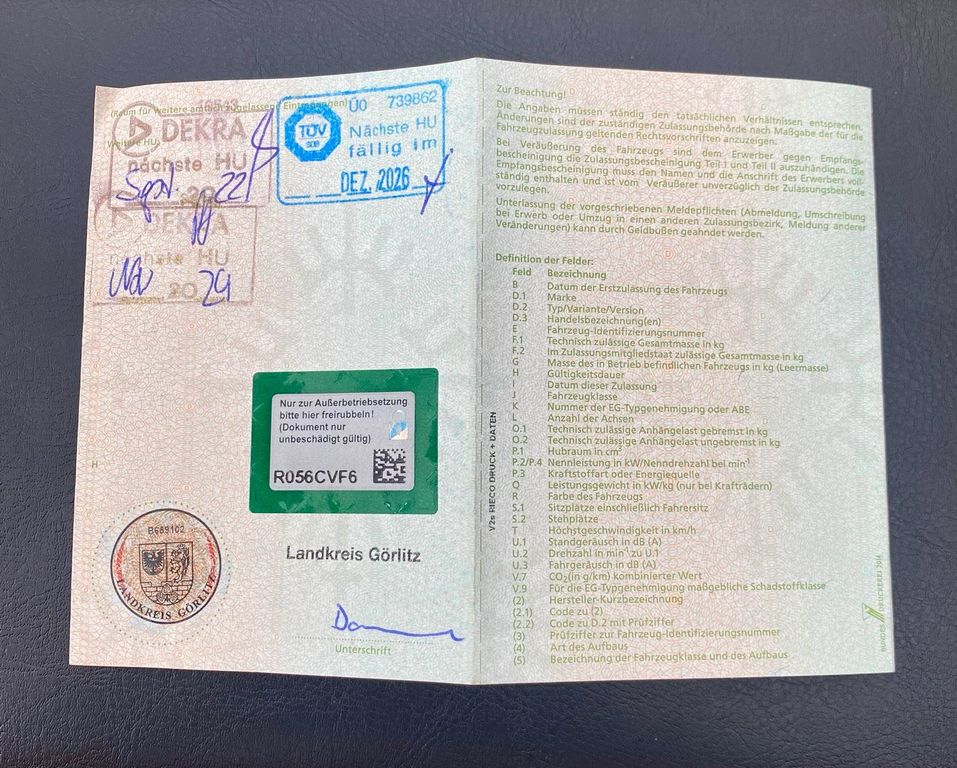 (Raum für weitere amtlich zugelassene Eintragungen)
Weitere HU:
16543
DEKRA
nächste HU
Sept. 2022
DEKRA
nächste HU
Nov 2024
TÜV
SÜD
ÜO 739862
Nächste HU
fällig im
DEZ. 2026
Nur zur Außerbetriebsetzung
bitte hier freirubbeln!
(Dokument nur
unbeschädigt gültig)
R056CVF6
H
B689102
LANDKREIS GÖRLITZ
Landkreis Görlitz
Unterschrift
V2s RIECO DRUCK + DATEN
Zur Beachtung!
Die Angaben müssen ständig den tatsächlichen Verhältnissen entsprechen.
Änderungen sind der zuständigen Zulassungsbehörde nach Maßgabe der für die
Fahrzeugzulassung geltenden Rechtsvorschriften anzuzeigen.
Bei Veräußerung des Fahrzeugs sind dem Erwerber gegen Empfangs-
bescheinigung die Zulassungsbescheinigung Teil I und Teil II auszuhändigen. Die
Empfangsbescheinigung muss den Namen und die Anschrift des Erwerbers voll-
ständig enthalten und ist vom Veräußerer unverzüglich der Zulassungsbehörde
vorzulegen.
Unterlassung der vorgeschriebenen Meldepflichten (Abmeldung, Umschreibung
bei Erwerb oder Umzug in einen anderen Zulassungsbezirk, Meldung anderer
Veränderungen) kann durch Geldbußen geahndet werden.
Definition der Felder:
Feld Bezeichnung
B Datum der Erstzulassung des Fahrzeugs
D.1 Marke
D.2 Typ/Variante/Version
D.3 Handelsbezeichnung(en)
E Fahrzeug-Identifizierungsnummer
F.1 Technisch zulässige Gesamtmasse in kg
F.2 Im Zulassungsmitgliedstaat zulässige Gesamtmasse in kg
G Masse des in Betrieb befindlichen Fahrzeugs in kg (Leermasse)
H Gültigkeitsdauer
I Datum dieser Zulassung
J Fahrzeugklasse
K Nummer der EG-Typgenehmigung oder ABE
L Anzahl der Achsen
O.1 Technisch zulässige Anhängelast gebremst in kg
O.2 Technisch zulässige Anhängelast ungebremst in kg
P.1 Hubraum in cm³
P.2/P.4 Nennleistung in kW/Nenndrehzahl bei min⁻¹
P.3 Kraftstoffart oder Energiequelle
Q Leistungsgewicht in kW/kg (nur bei Krafträdern)
R Farbe des Fahrzeugs
S.1 Sitzplätze einschließlich Fahrersitz
S.2 Stehplätze
T Höchstgeschwindigkeit in km/h
U.1 Standgeräusch in dB (A)
U.2 Drehzahl in min⁻¹ zu U.1
U.3 Fahrgeräusch in dB (A)
V.7 CO₂(in g/km) kombinierter Wert
V.9 Für die EG-Typgenehmigung maßgebliche Schadstoffklasse
(2) Hersteller-Kurzbezeichnung
(2.1) Code zu (2)
(2.2) Code zu D.2 mit Prüfziffer
(3) Prüfziffer zur Fahrzeug-Identifizierungsnummer
(4) Art des Aufbaus
(5) Bezeichnung der Fahrzeugklasse und des Aufbaus